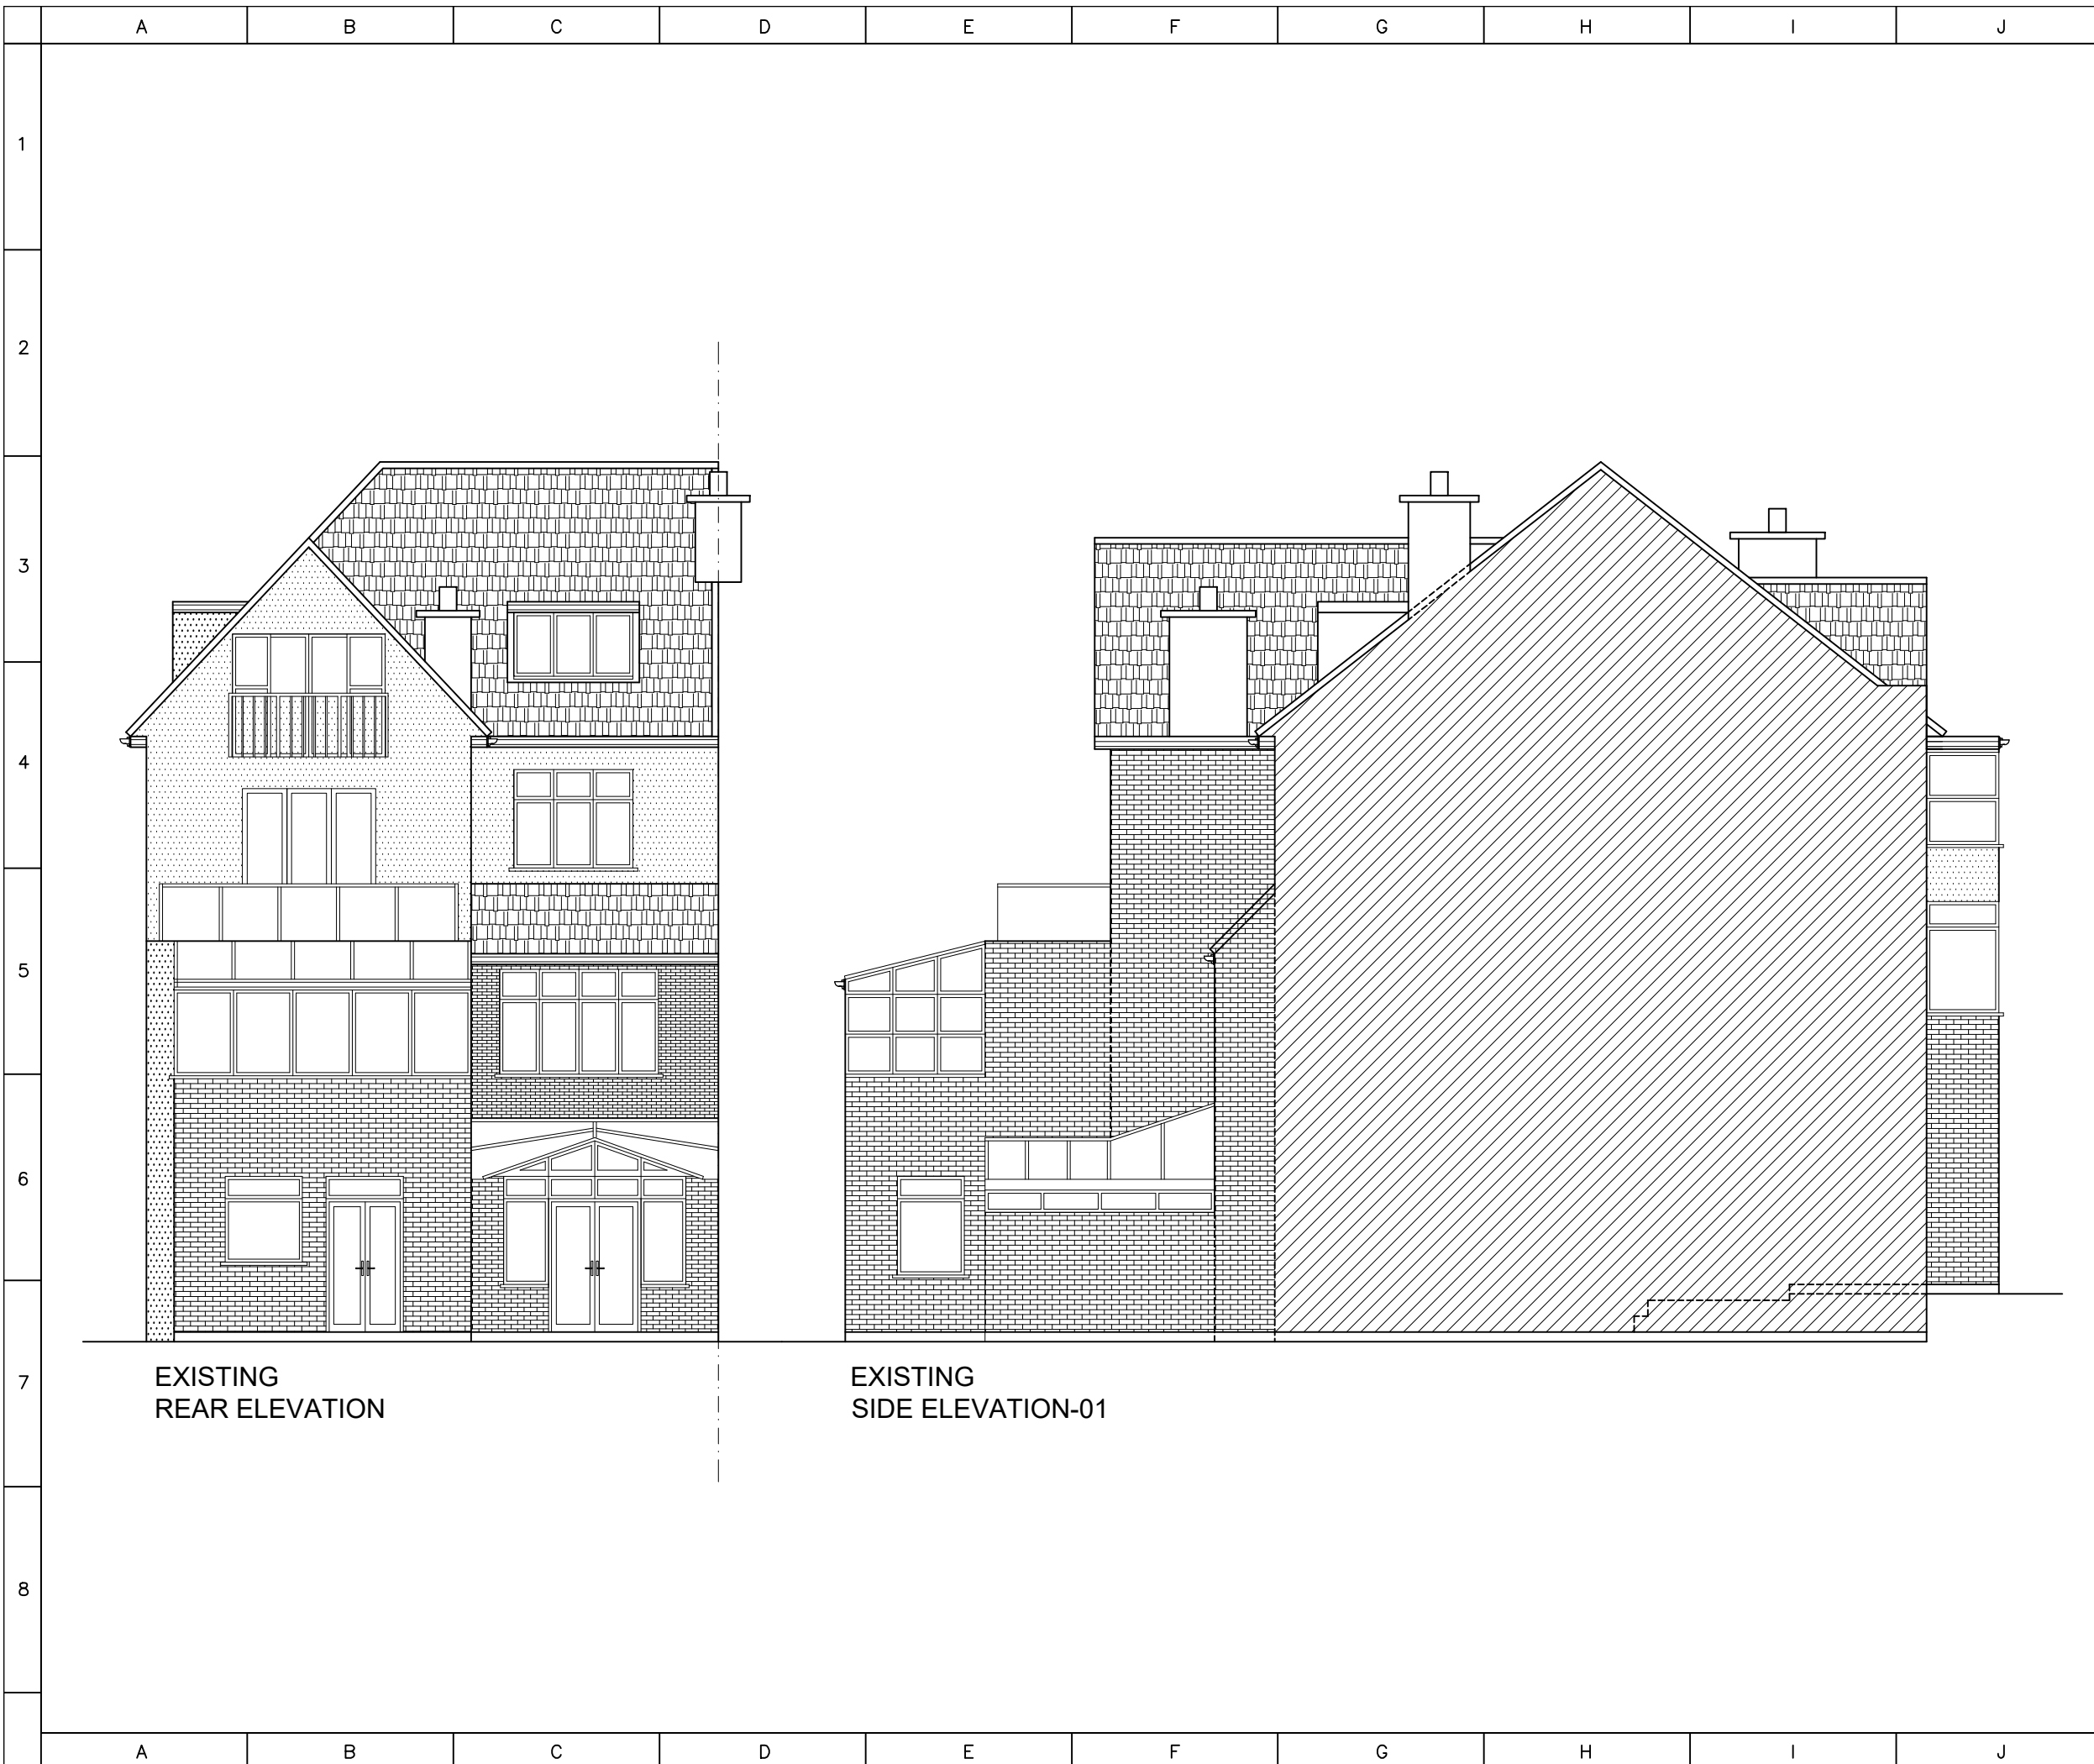 A B C D E F G H I J
1
2
3
4
5
6
7
8
EXISTING
REAR ELEVATION
EXISTING
SIDE ELEVATION-01
A B C D E F G H I J